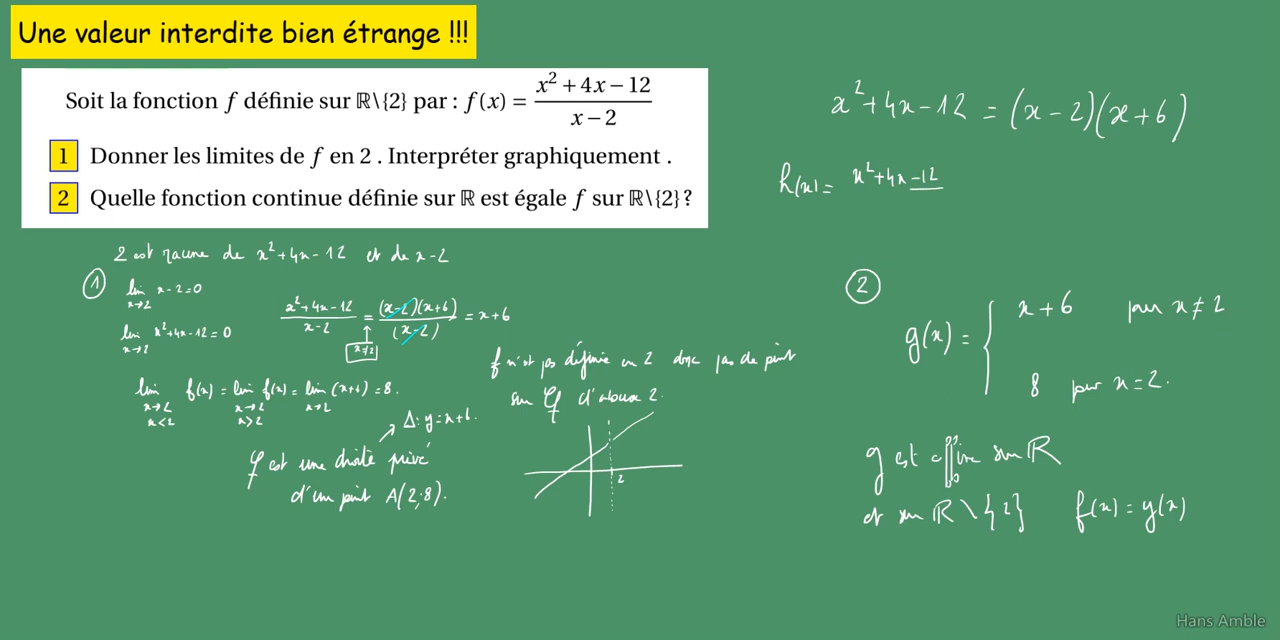 Une valeur interdite bien étrange !!!
Soit la fonction f définie sur ℝ\{2} par : f(x) = (x² + 4x − 12)/(x − 2)
1 Donner les limites de f en 2 . Interpréter graphiquement .
2 Quelle fonction continue définie sur ℝ est égale f sur ℝ\{2} ?
x² + 4x − 12 = (x − 2)(x + 6)
h(x) = x² + 4x − 12
2 est racine de x² + 4x − 12 et de x − 2
①
lim x→2 x − 2 = 0
lim x→2 x² + 4x − 12 = 0
(x² + 4x − 12)/(x − 2) = (x − 2)(x + 6)/(x − 2) = x + 6
x ≠ 2
lim x→2 x<2 f(x) = lim x→2 x>2 f(x) = lim x→2 (x + 6) = 8.
f n'est pas définie en 2 donc pas de point
sur 𝒞f d'abscisse 2.
Δ: y = x + 6.
𝒞f est une droite privé
d'un point A(2; 8).
2
②
g(x) = { x + 6 pour x ≠ 2
8 pour x = 2.
g est affine sur ℝ
et sur ℝ \ {2} f(x) = g(x)
Hans Amble